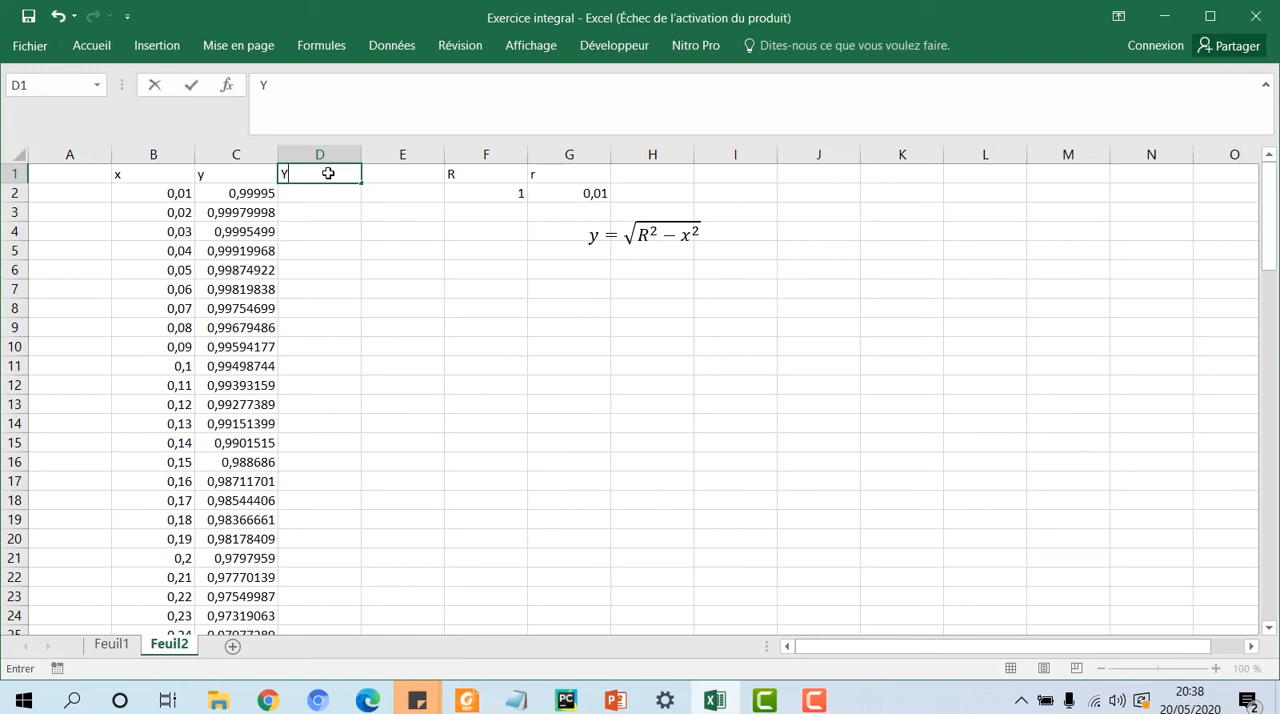 Exercice integral - Excel (Échec de l'activation du produit)
Fichier Accueil Insertion Mise en page Formules Données Révision Affichage Développeur Nitro Pro Dites-nous ce que vous voulez faire. Connexion Partager
D1 fx Y
A B C D E F G H I J K L M N O
1 x y Y R r
2 0,01 0,99995 1 0,01
3 0,02 0,99979998
4 0,03 0,9995499 y = √R² − x²
5 0,04 0,99919968
6 0,05 0,99874922
7 0,06 0,99819838
8 0,07 0,99754699
9 0,08 0,99679486
10 0,09 0,99594177
11 0,1 0,99498744
12 0,11 0,99393159
13 0,12 0,99277389
14 0,13 0,99151399
15 0,14 0,9901515
16 0,15 0,988686
17 0,16 0,98711701
18 0,17 0,98544406
19 0,18 0,98366661
20 0,19 0,98178409
21 0,2 0,9797959
22 0,21 0,97770139
23 0,22 0,97549987
24 0,23 0,97319063
25 0,24 0,97077389
Feuil1 Feuil2
Entrer 100 %
PC
20:38
20/05/2020 2